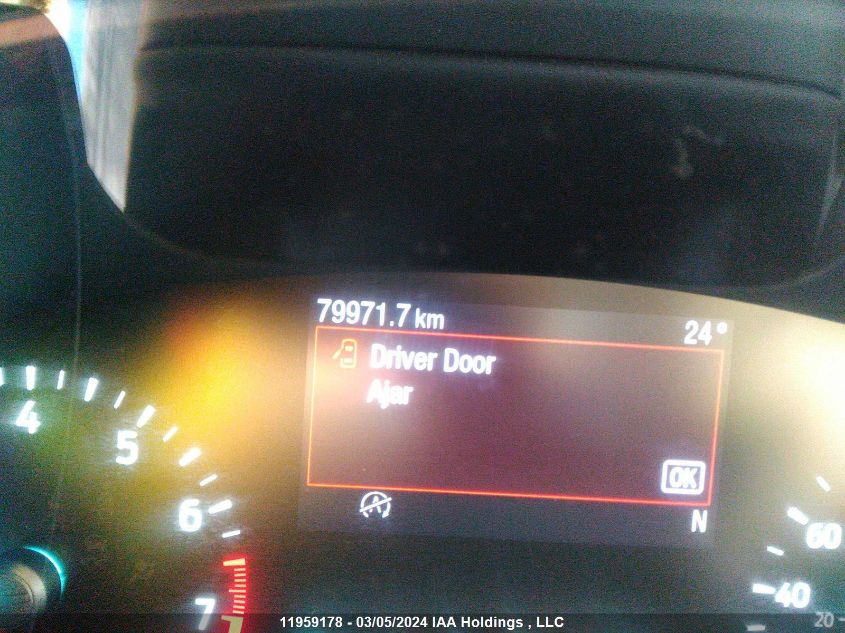 79971.7 km
24°
Driver Door
Ajar
OK
A
N
4
5
6
7
60
40
20
11959178 - 03/05/2024 IAA Holdings , LLC